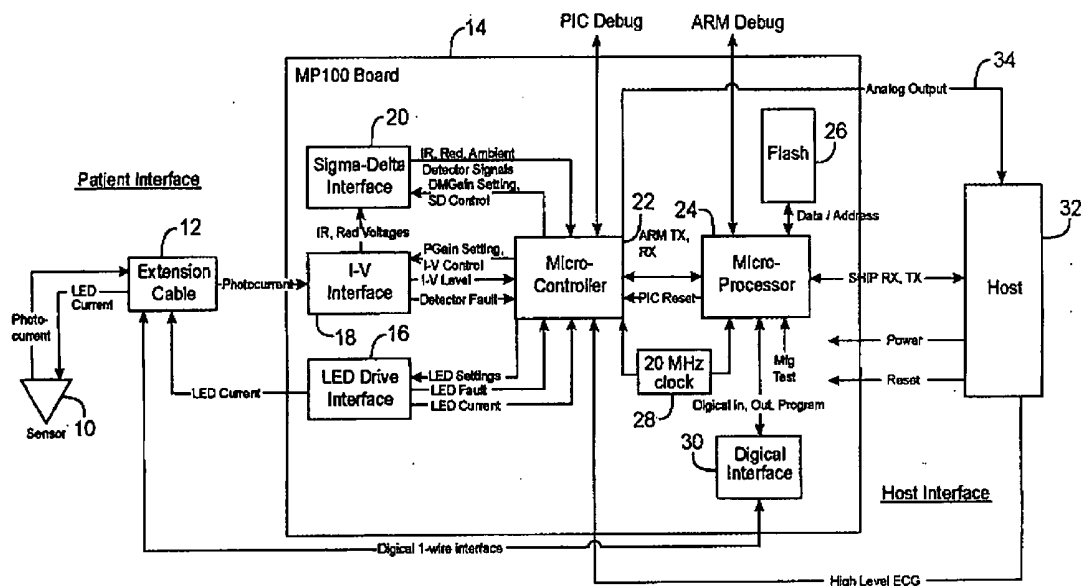 PIC Debug
ARM Debug
14
34
MP100 Board
Analog Output
20
IR, Red, Ambient
Detector Signals
DMGain Setting,
SD Control
Sigma-Delta
Interface
26
Flash
Patient Interface
22
24
Data / Address
32
12
IR, Red Voltages
ARM TX,
RX
Extension
Cable
Photocurrent
PGain Setting,
I-V Control
I-V Level
Detector Fault
I-V
Interface
18
Micro-
Controller
Micro-
Processor
PIC Reset
SHIP RX, TX
Host
LED
Current
Photo-
current
16
20 MHz
clock
28
Mfg
Test
Power
Reset
LED Drive
Interface
LED Settings
LED Fault
LED Current
LED Current
Digical In, Out, Program
10
Sensor
30
Digical
Interface
Host Interface
Digical 1-wire interface
High Level ECG